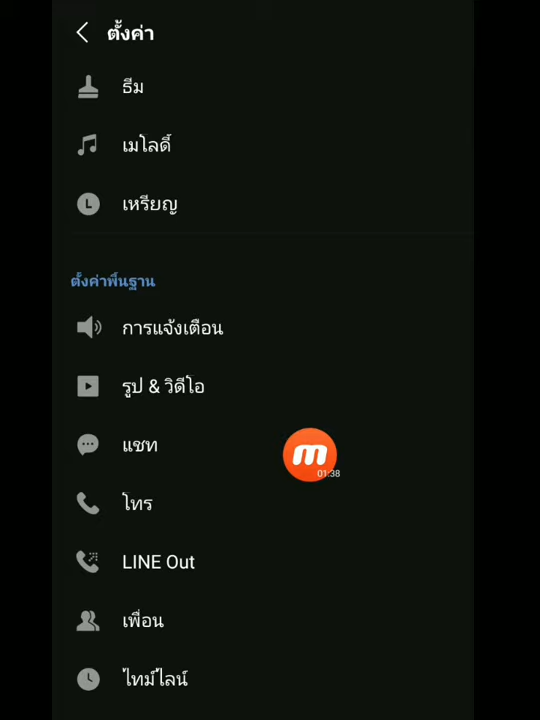 ตั้งค่า
ธีม
เมโลดี้
L
เหรียญ
ตั้งค่าพื้นฐาน
การแจ้งเตือน
รูป & วิดีโอ
แชท
m
01:38
โทร
LINE Out
เพื่อน
ไทม์ไลน์